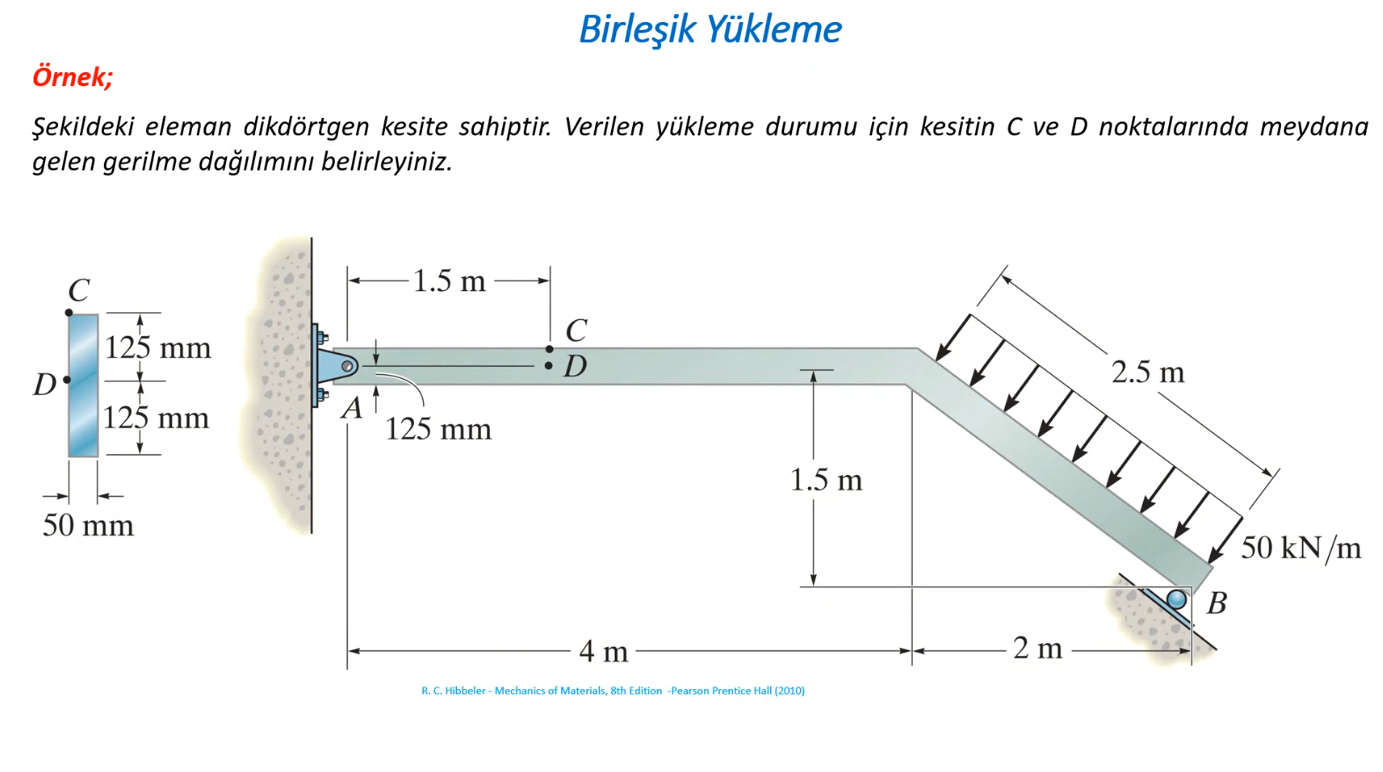 Birleşik Yükleme
Örnek;
Şekildeki eleman dikdörtgen kesite sahiptir. Verilen yükleme durumu için kesitin C ve D noktalarında meydana
gelen gerilme dağılımını belirleyiniz.
C
125 mm
D
125 mm
50 mm
1.5 m
C
D
A
125 mm
2.5 m
1.5 m
50 kN/m
B
4 m
2 m
R. C. Hibbeler - Mechanics of Materials, 8th Edition -Pearson Prentice Hall (2010)